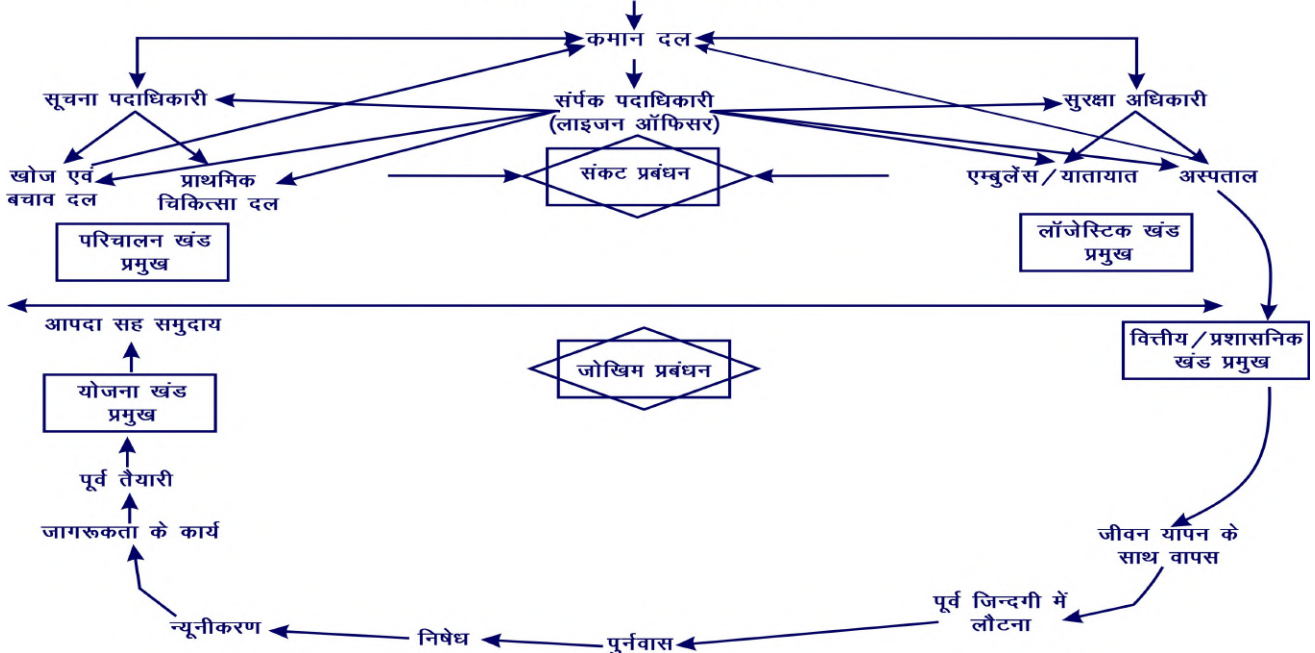 कमान दल
सूचना पदाधिकारी
संर्पक पदाधिकारी
(लाइजन ऑफिसर)
सुरक्षा अधिकारी
खोज एवं
बचाव दल
प्राथमिक
चिकित्सा दल
संकट प्रबंधन
एम्बुलेंस/यातायात
अस्पताल
परिचालन खंड
प्रमुख
लॉजेस्टिक खंड
प्रमुख
आपदा सह समुदाय
जोखिम प्रबंधन
वित्तीय/प्रशासनिक
खंड प्रमुख
योजना खंड
प्रमुख
पूर्व तैयारी
जागरूकता के कार्य
जीवन यापन के
साथ वापस
पूर्व जिन्दगी में
लौटना
न्यूनीकरण
निषेध
पुर्नवास